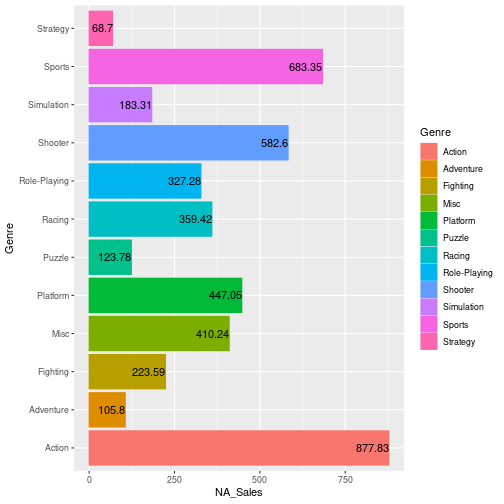 Strategy 68.7
Sports 683.35
Simulation 183.31
Shooter 582.6
Role-Playing 327.28
Racing 359.42
Puzzle 123.78
Platform 447.05
Misc 410.24
Fighting 223.59
Adventure 105.8
Action 877.83
0 250 500 750
NA_Sales
Genre
Genre
Action
Adventure
Fighting
Misc
Platform
Puzzle
Racing
Role-Playing
Shooter
Simulation
Sports
Strategy